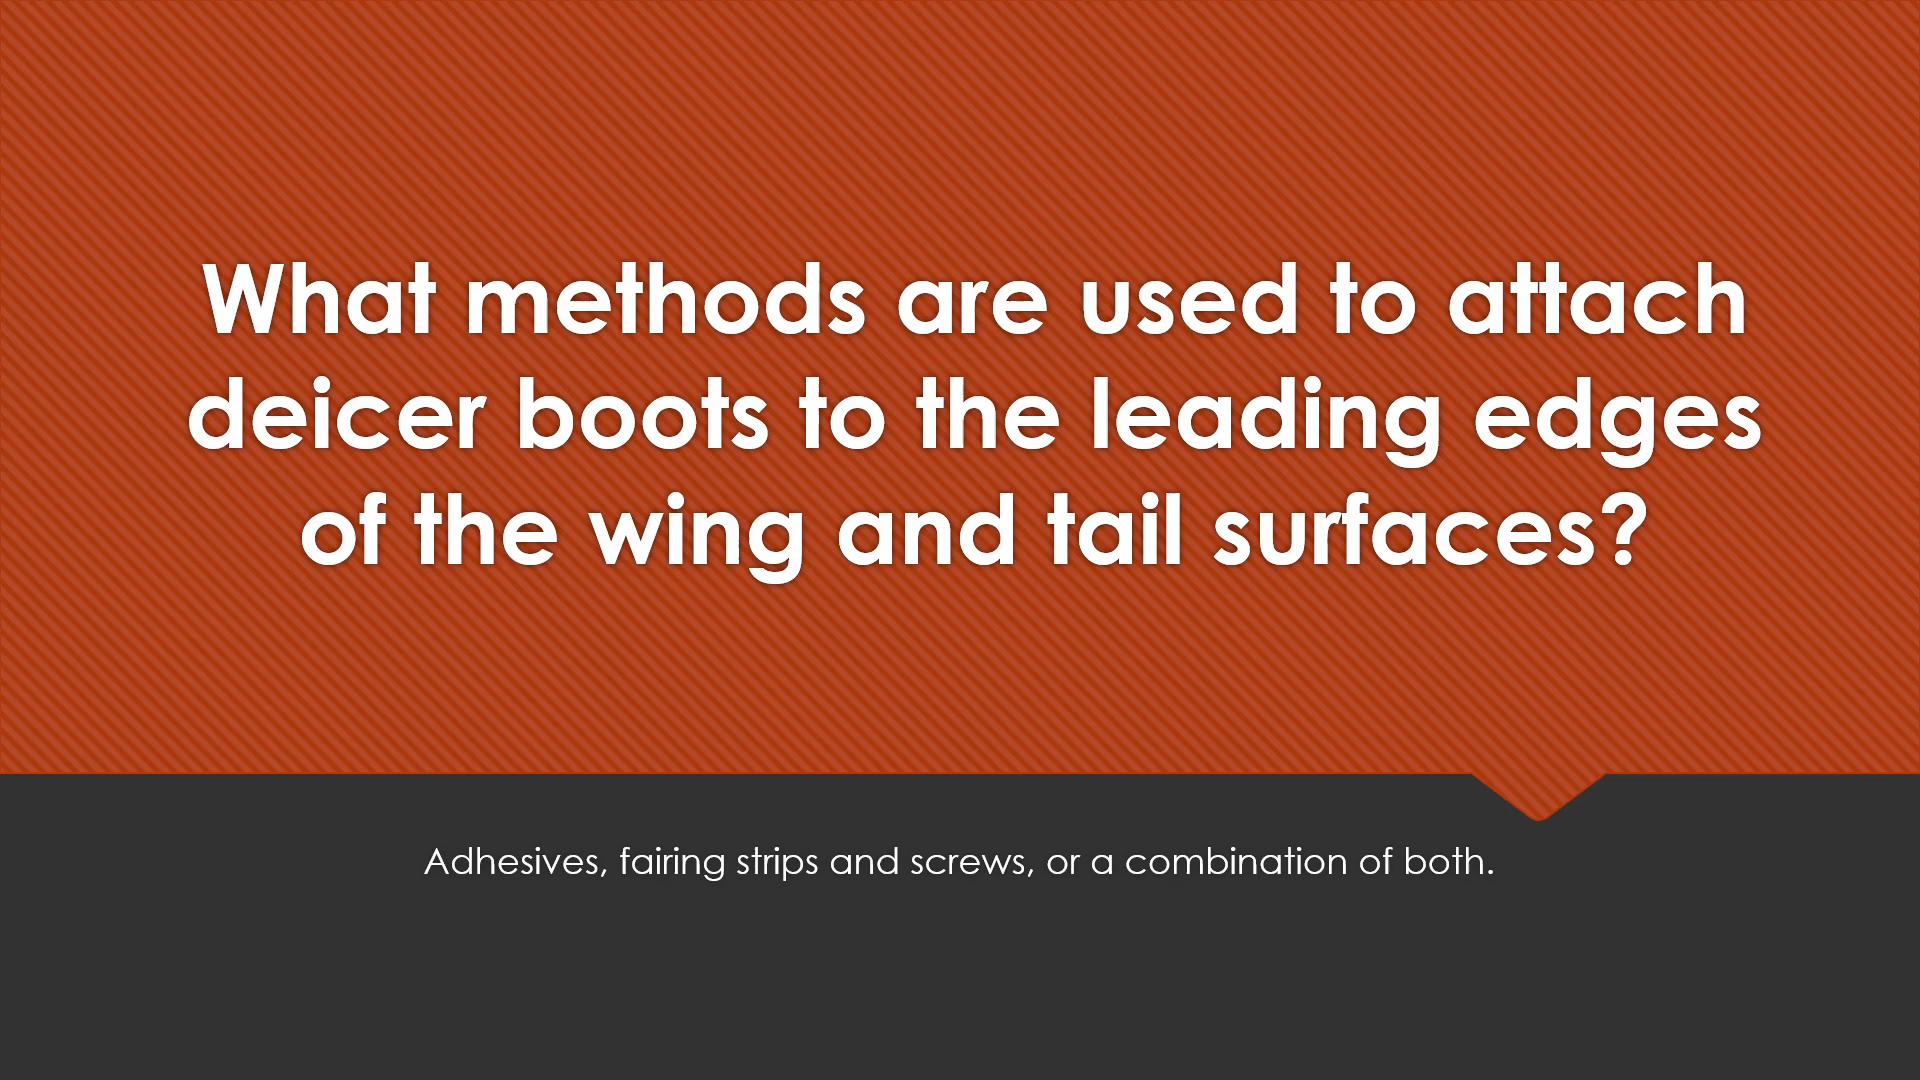 What methods are used to attach
deicer boots to the leading edges
of the wing and tail surfaces?
Adhesives, fairing strips and screws, or a combination of both.